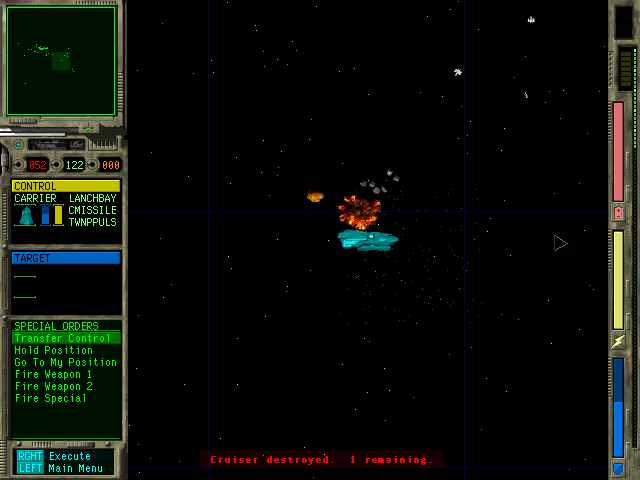 052 122 000
CONTROL
CARRIER LANCHBAY
CMISSILE
TWNPPULS
TARGET
SPECIAL ORDERS
Transfer Control
Hold Position
Go To My Position
Fire Weapon 1
Fire Weapon 2
Fire Special
RGHT Execute
LEFT Main Menu
Cruiser destroyed. 1 remaining.